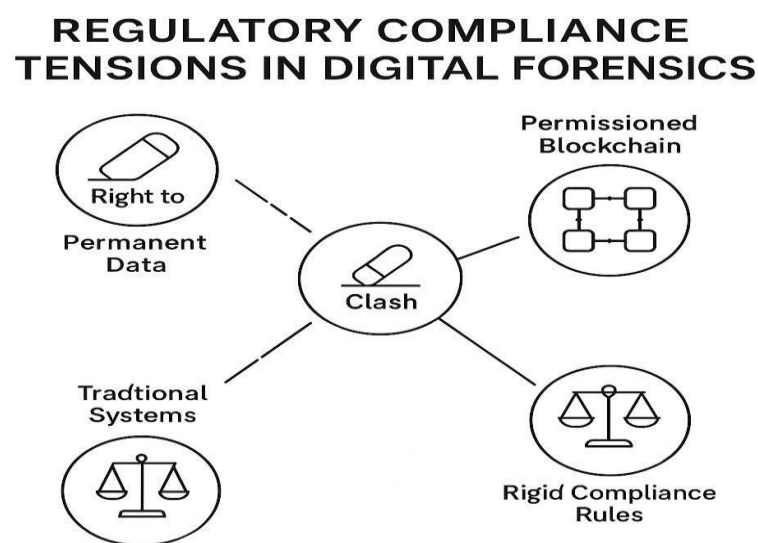 REGULATORY COMPLIANCE
TENSIONS IN DIGITAL FORENSICS
Right to
Permanent
Data
Permissioned
Blockchain
Clash
Tradtional
Systems
Rigid Compliance
Rules